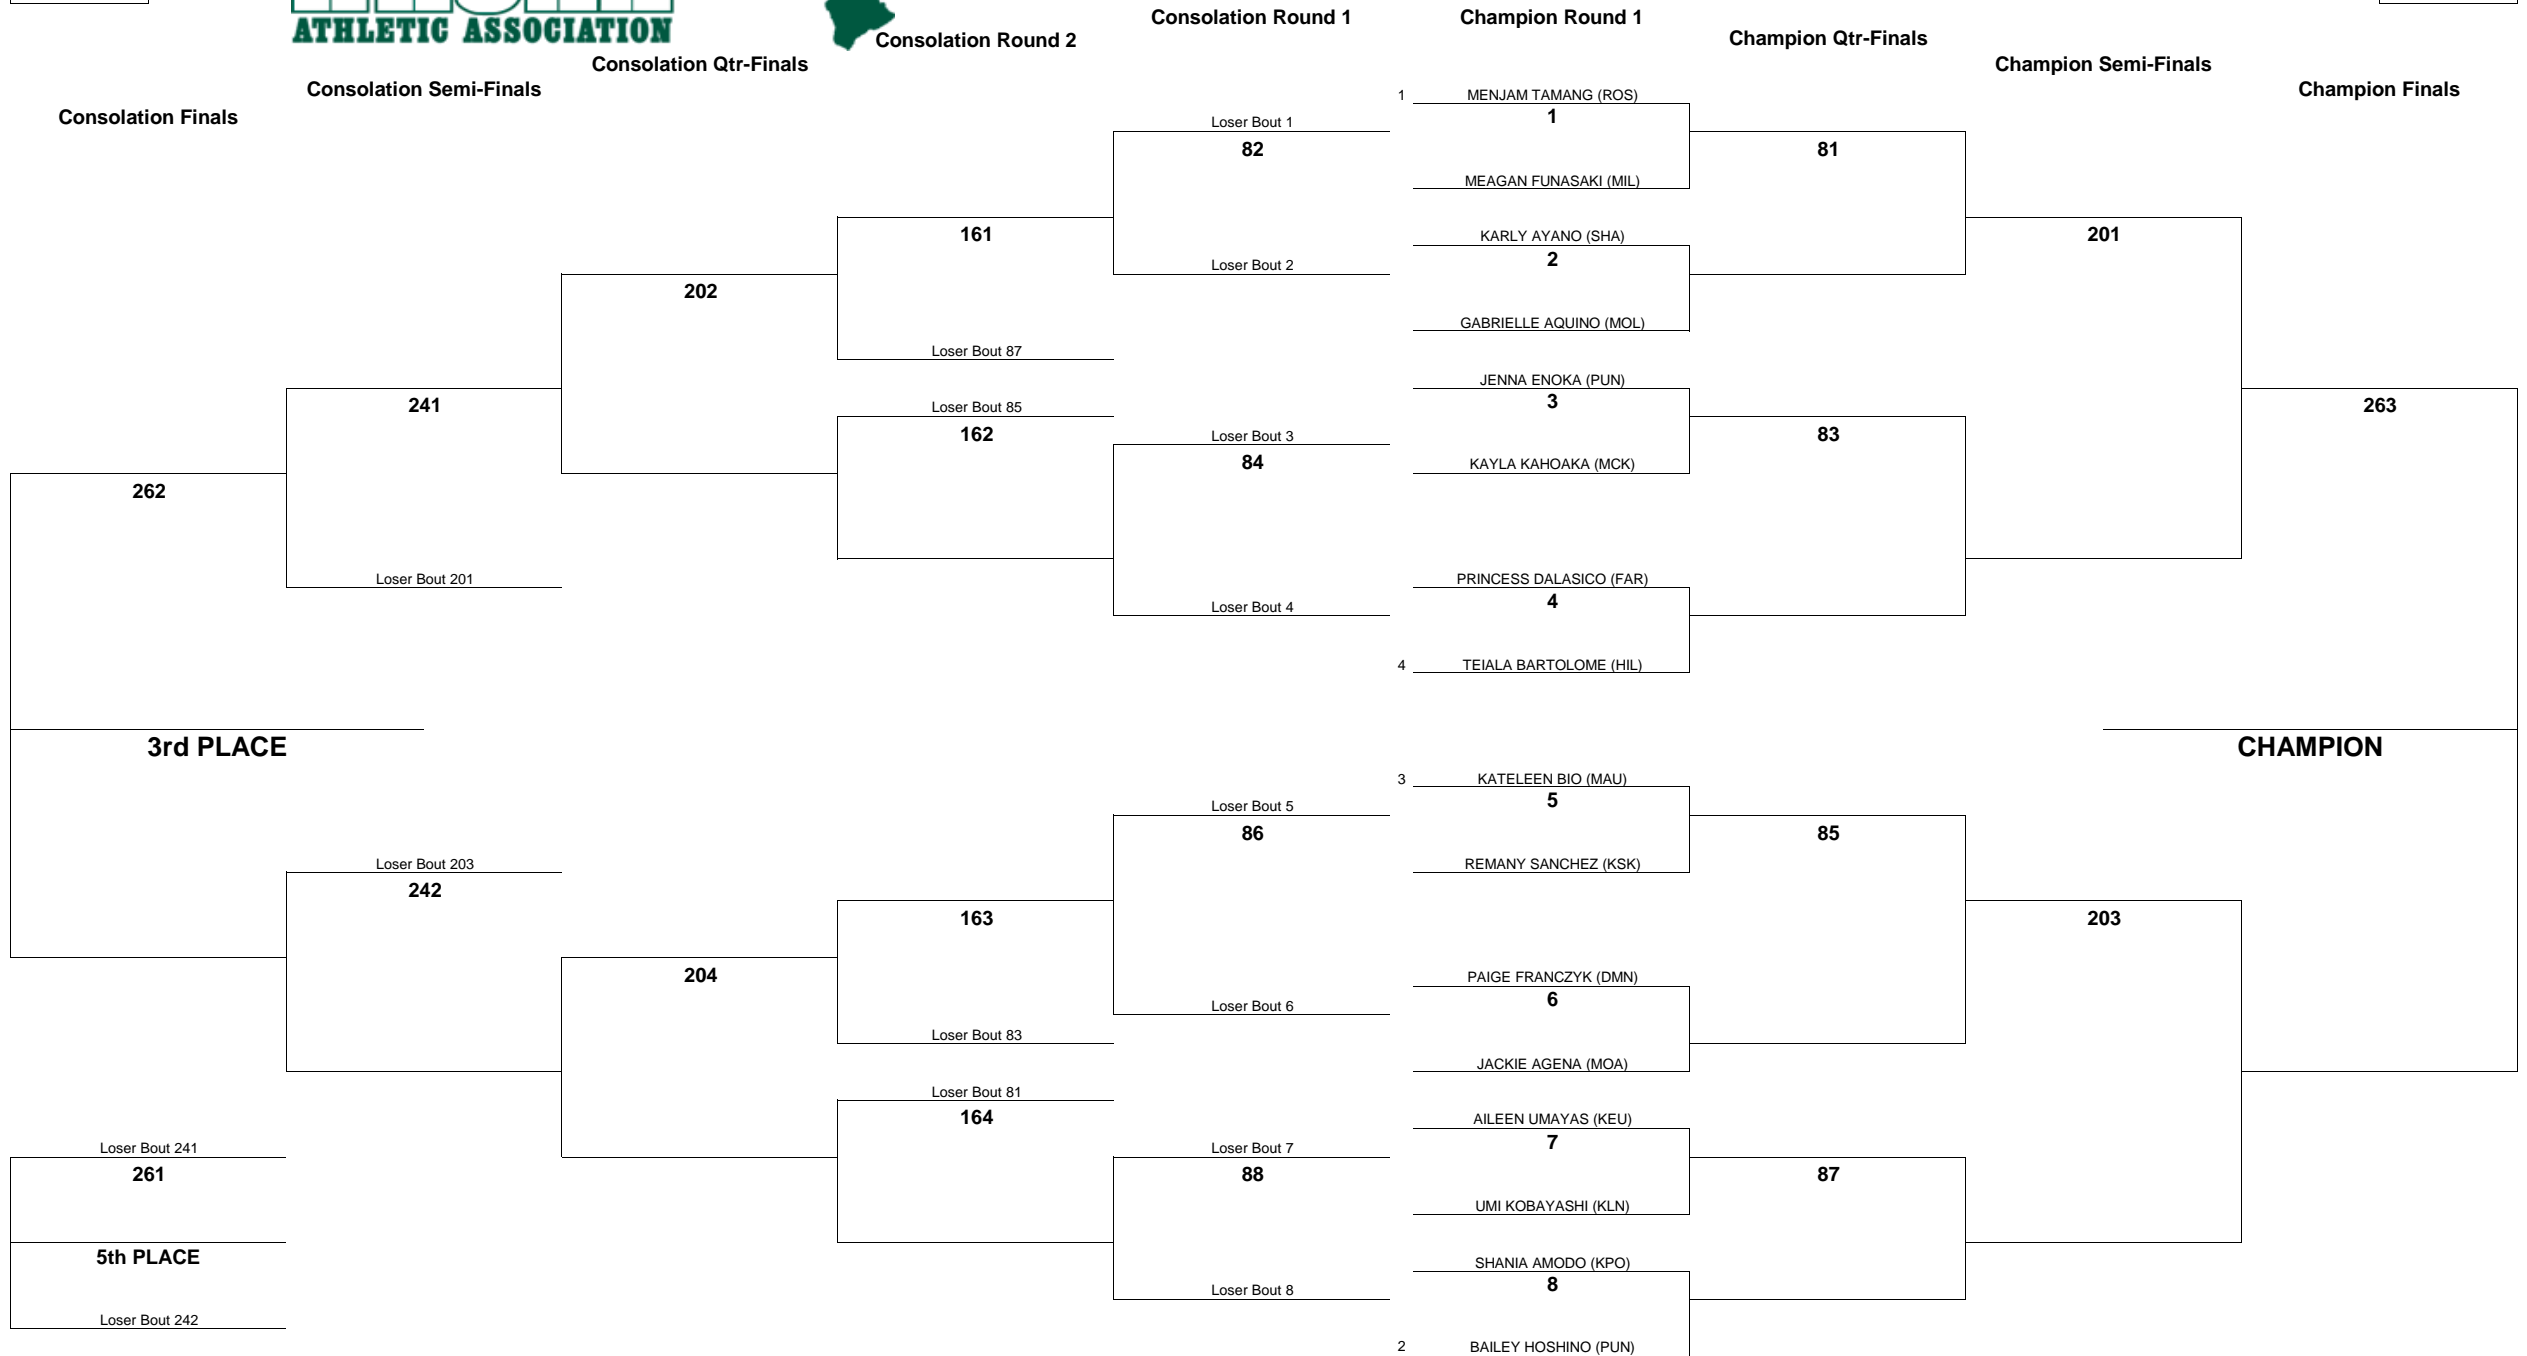 ATHLETIC ASSOCIATION
Consolation Round 1
Champion Round 1
Consolation Round 2
Champion Qtr-Finals
Consolation Qtr-Finals
Champion Semi-Finals
Consolation Semi-Finals
Champion Finals
Consolation Finals
1 MENJAM TAMANG (ROS)
1
Loser Bout 1
82
81
MEAGAN FUNASAKI (MIL)
161
KARLY AYANO (SHA)
201
2
Loser Bout 2
202
GABRIELLE AQUINO (MOL)
Loser Bout 87
JENNA ENOKA (PUN)
241
Loser Bout 85
3
263
162
Loser Bout 3
83
84
KAYLA KAHOAKA (MCK)
262
Loser Bout 201
PRINCESS DALASICO (FAR)
4
Loser Bout 4
4 TEIALA BARTOLOME (HIL)
3rd PLACE
CHAMPION
3 KATELEEN BIO (MAU)
5
Loser Bout 5
86
85
Loser Bout 203
REMANY SANCHEZ (KSK)
242
163
203
204
PAIGE FRANCZYK (DMN)
6
Loser Bout 6
Loser Bout 83
JACKIE AGENA (MOA)
Loser Bout 81
164
AILEEN UMAYAS (KEU)
7
Loser Bout 241
Loser Bout 7
261
88
87
UMI KOBAYASHI (KLN)
5th PLACE
SHANIA AMODO (KPO)
8
Loser Bout 8
Loser Bout 242
2 BAILEY HOSHINO (PUN)